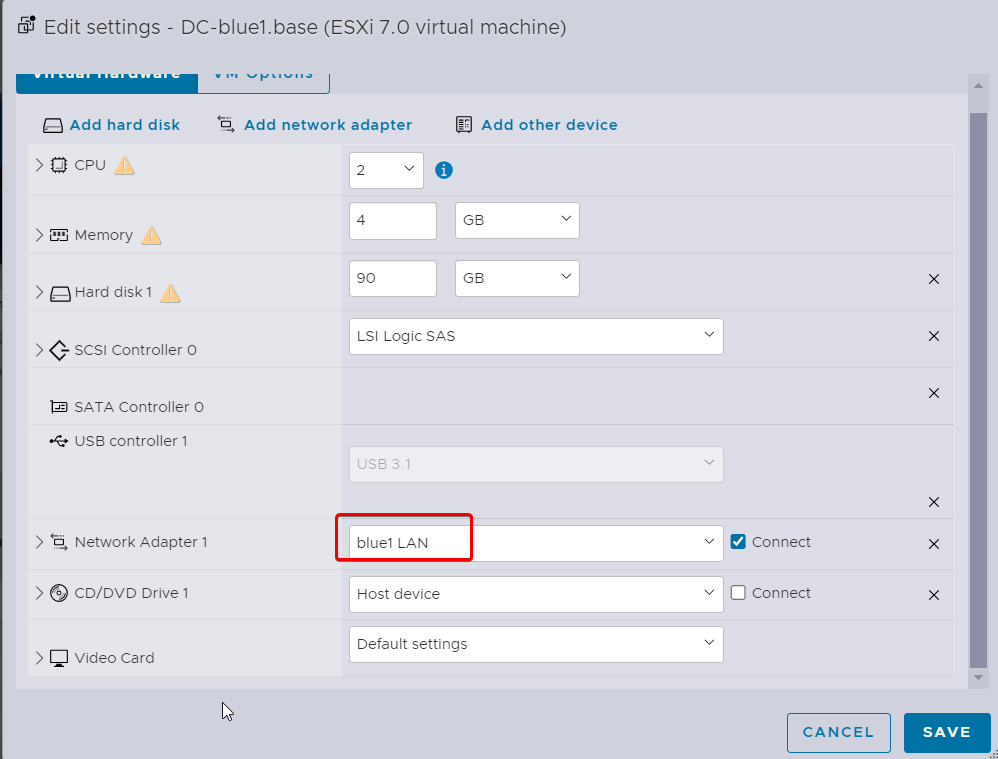 Edit settings - DC-blue1.base (ESXi 7.0 virtual machine)
Virtual Hardware VM Options
Add hard disk Add network adapter Add other device
CPU 2
Memory 4 GB
Hard disk 1 90 GB
SCSI Controller 0 LSI Logic SAS
SATA Controller 0
USB controller 1
USB 3.1
Network Adapter 1 blue1 LAN Connect
CD/DVD Drive 1 Host device Connect
Video Card Default settings
CANCEL SAVE